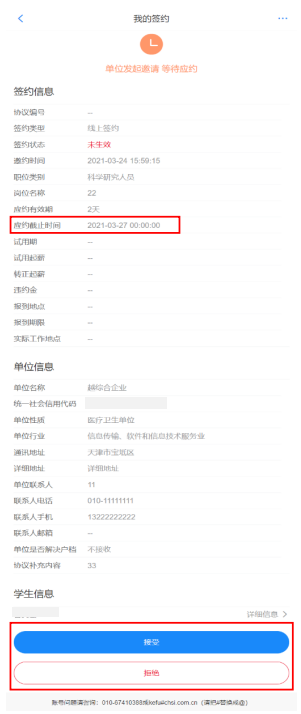 我的签约
单位发起邀请 等待应约
签约信息
协议编号 --
签约类型 线上签约
签约状态 未生效
邀约时间 2021-03-24 15:59:15
职位类别 科学研究人员
岗位名称 22
应约有效期 2天
应约截止时间 2021-03-27 00:00:00
试用期 --
试用起薪 --
转正起薪 --
违约金 --
报到地点 --
报到期限 --
实际工作地点 --
单位信息
单位名称 赫综合企业
统一社会信用代码
单位性质 医疗卫生单位
单位行业 信息传输、软件和信息技术服务业
通讯地址 天津市宝坻区
详细地址 详细地址
单位联系人 11
联系人电话 010-11111111
联系人手机 13222222222
联系人邮箱 --
单位是否解决户档 不接收
协议补充内容 33
学生信息
详细信息 >
接受
拒绝
账号问题请咨询：010-67410388或kefu#chsi.com.cn（请把#替换成@）